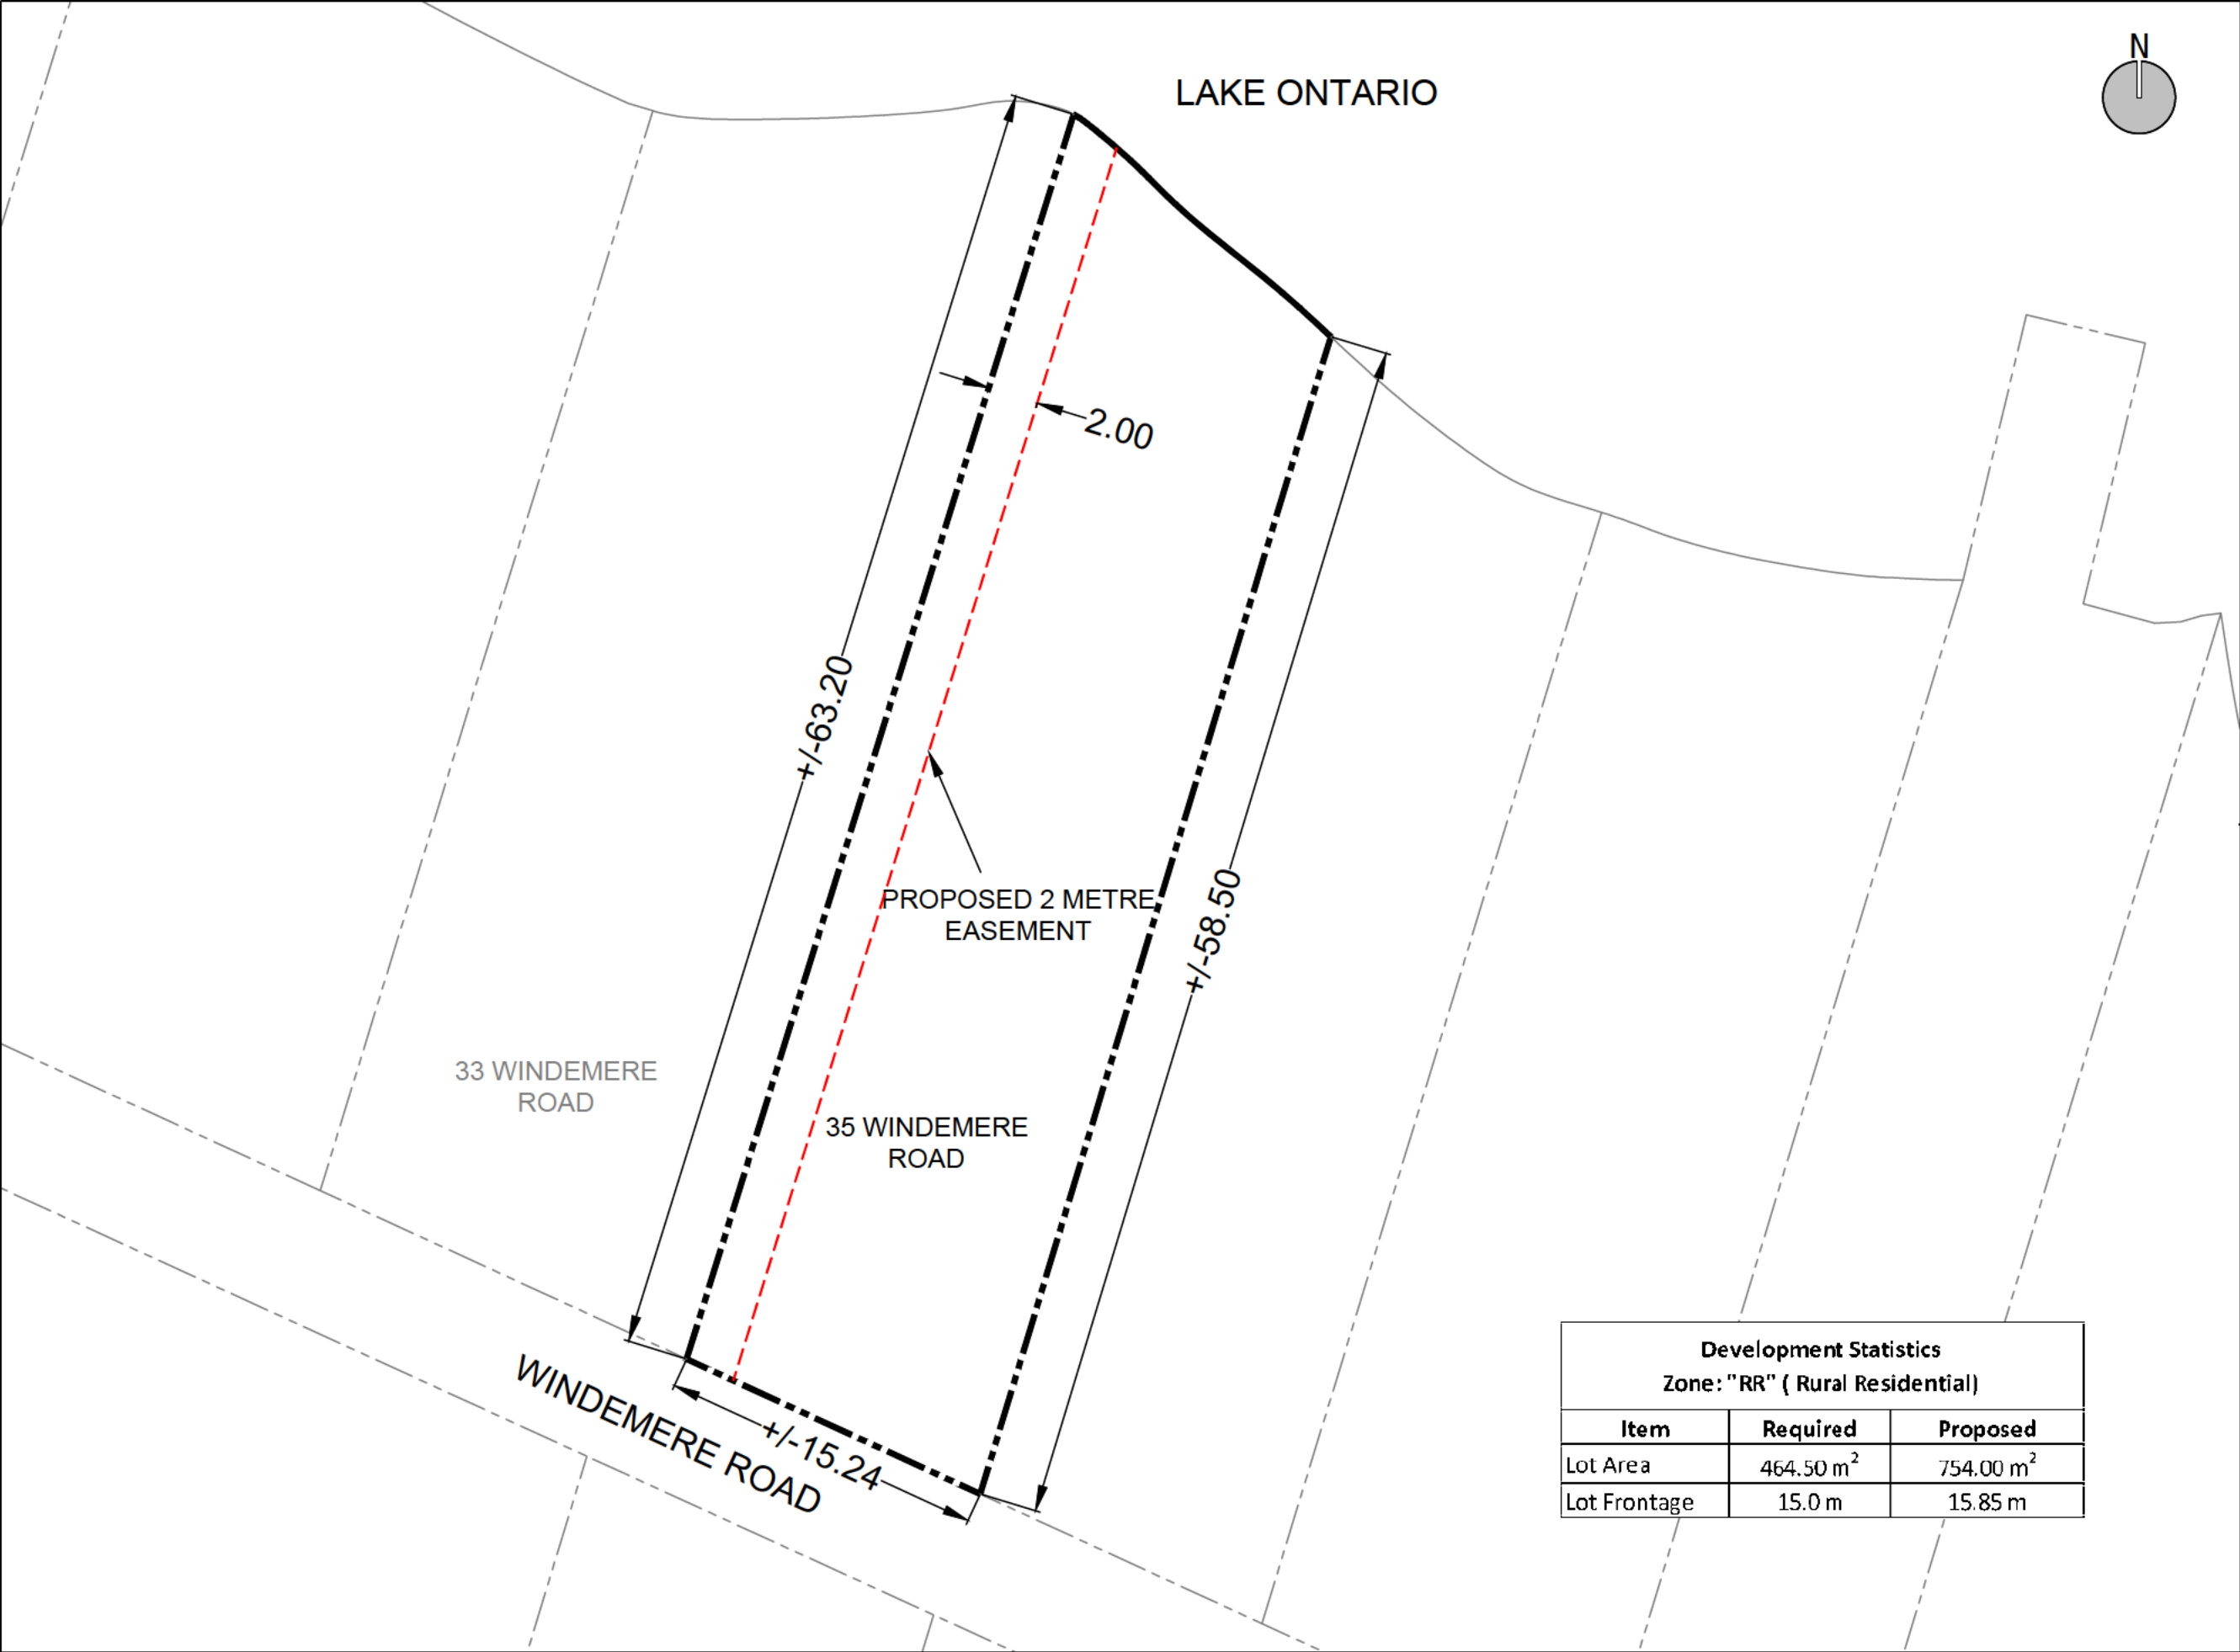 N
LAKE ONTARIO
2.00
+/-63.20
PROPOSED 2 METRE
EASEMENT
+/-58.50
33 WINDEMERE
ROAD
35 WINDEMERE
ROAD
+/-15.24
WINDEMERE ROAD
Development Statistics
Zone: "RR" ( Rural Residential)
Item Required Proposed
Lot Area 464.50 m² 754.00 m²
Lot Frontage 15.0 m 15.85 m